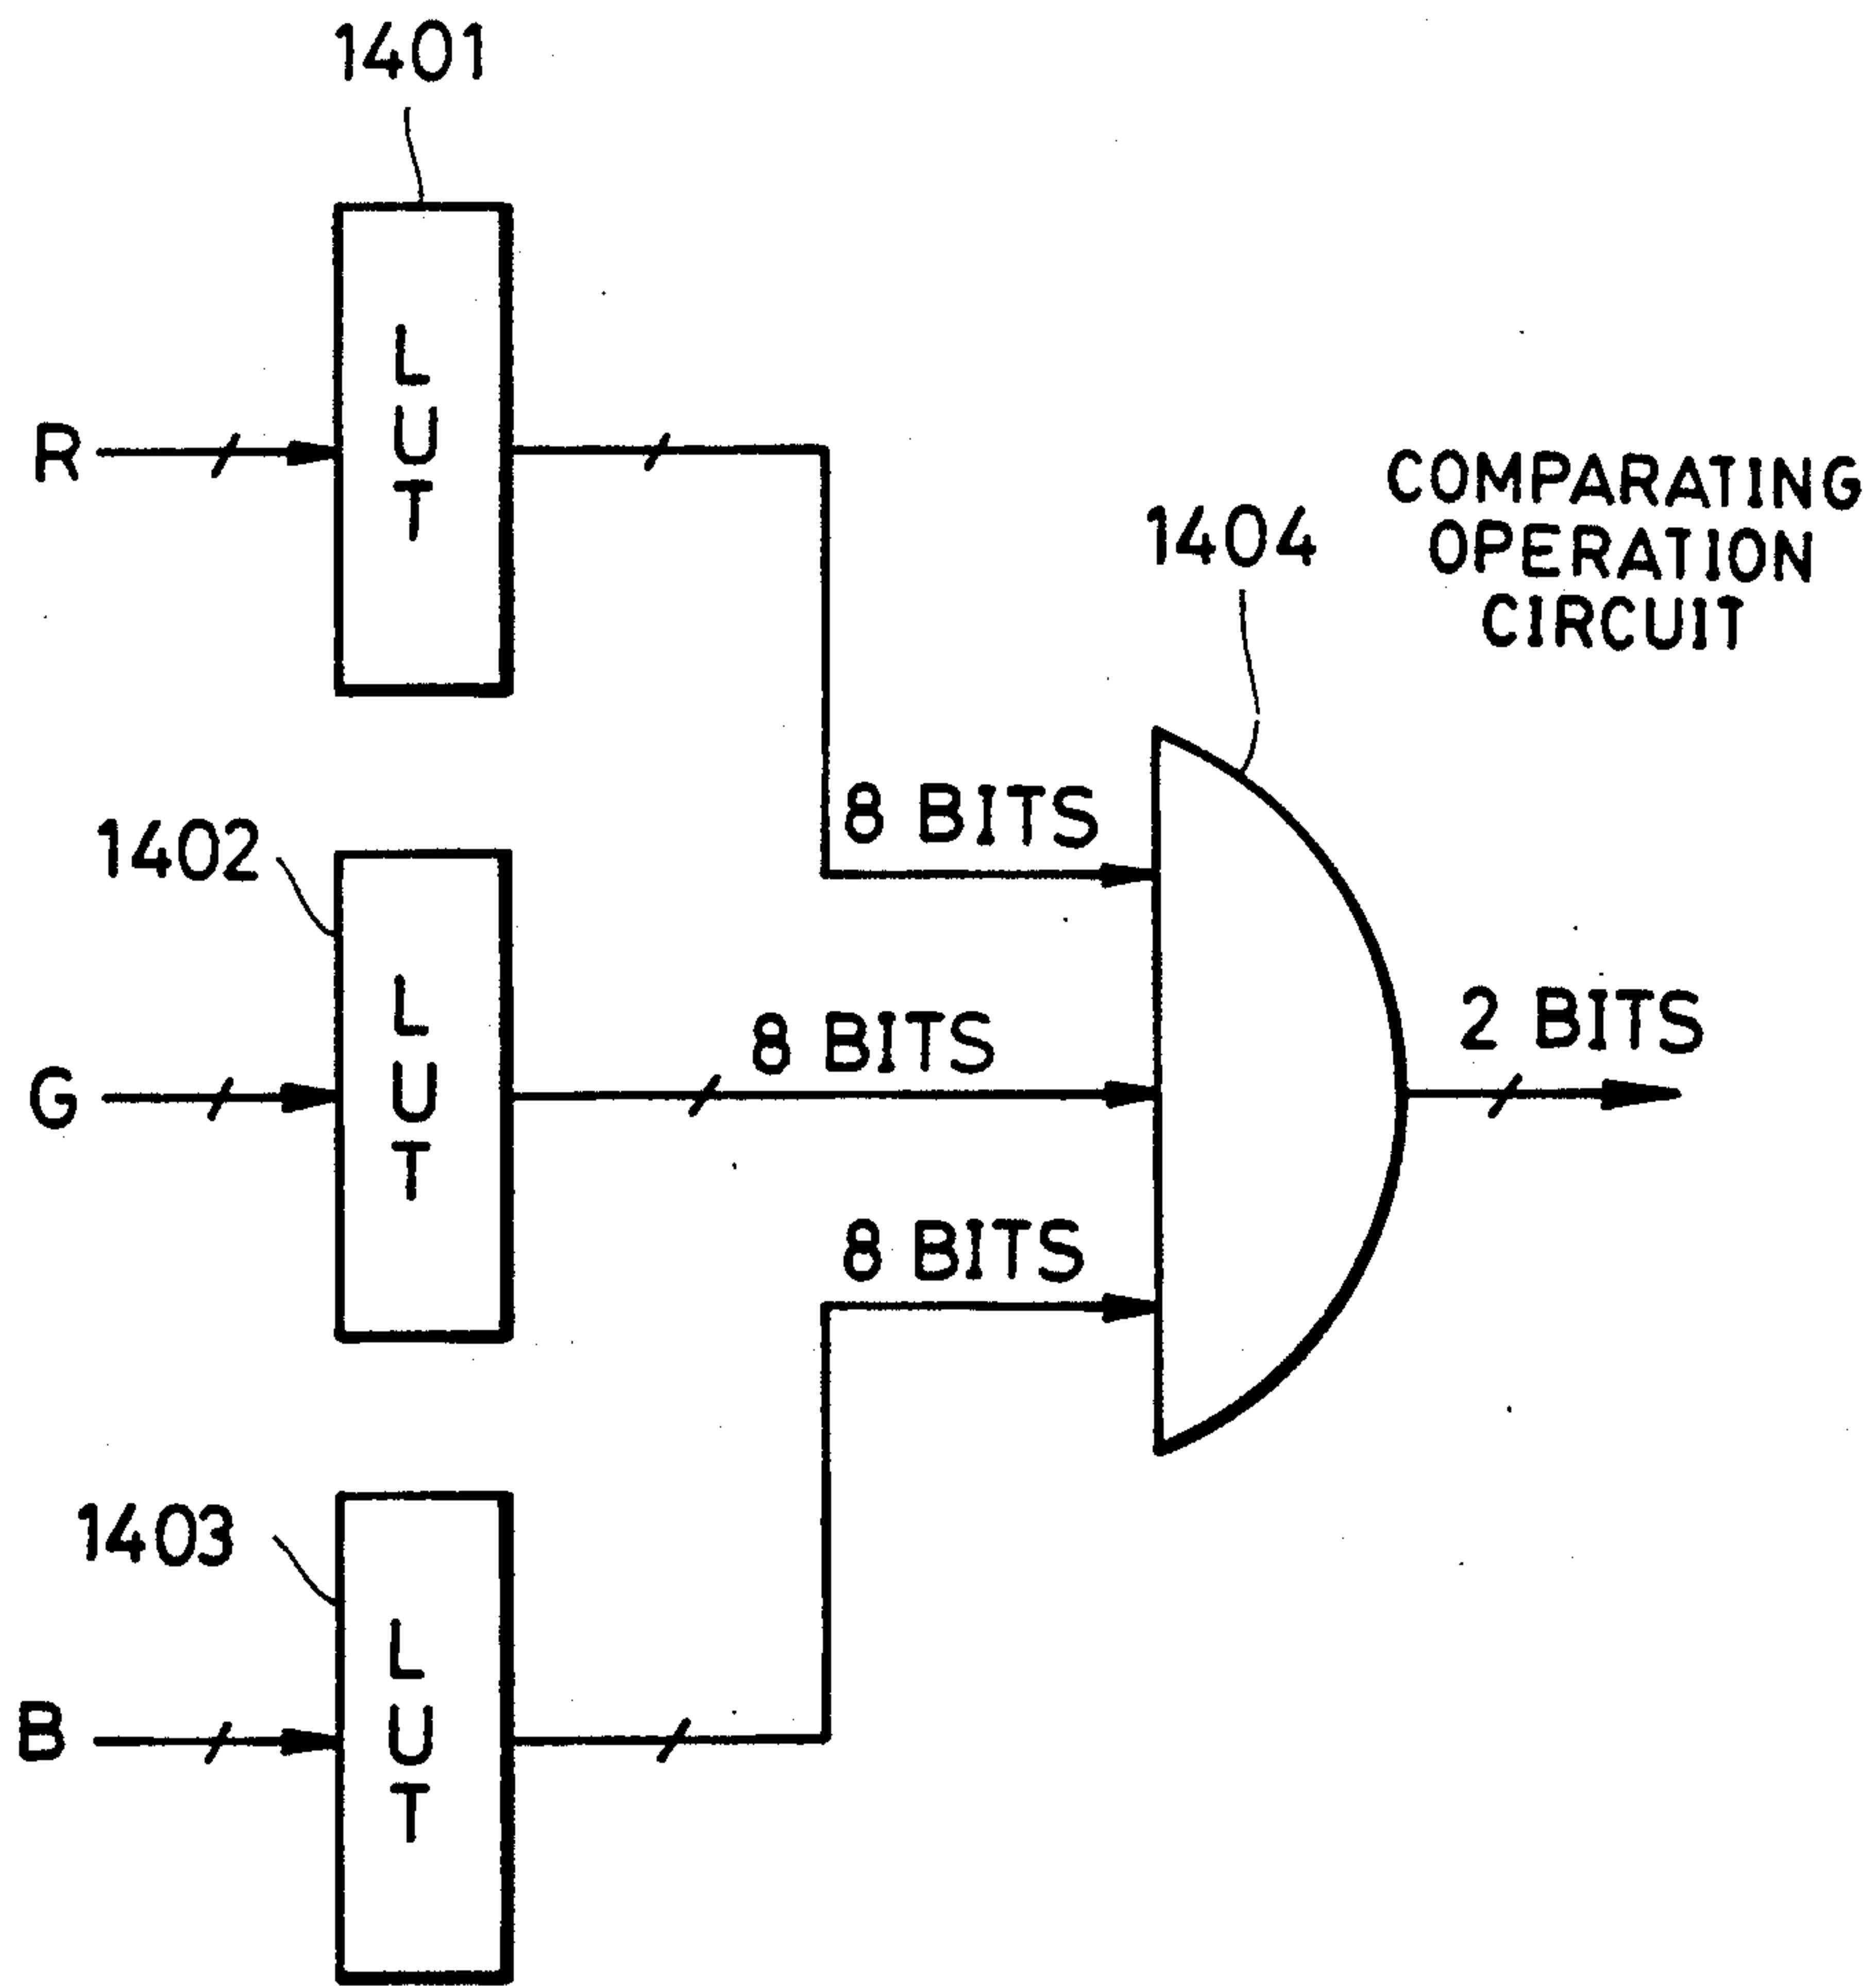 1401
R
L
U
T
COMPARATING
OPERATION
CIRCUIT
1404
8 BITS
1402
G
L
U
T
8 BITS
2 BITS
8 BITS
1403
B
L
U
T